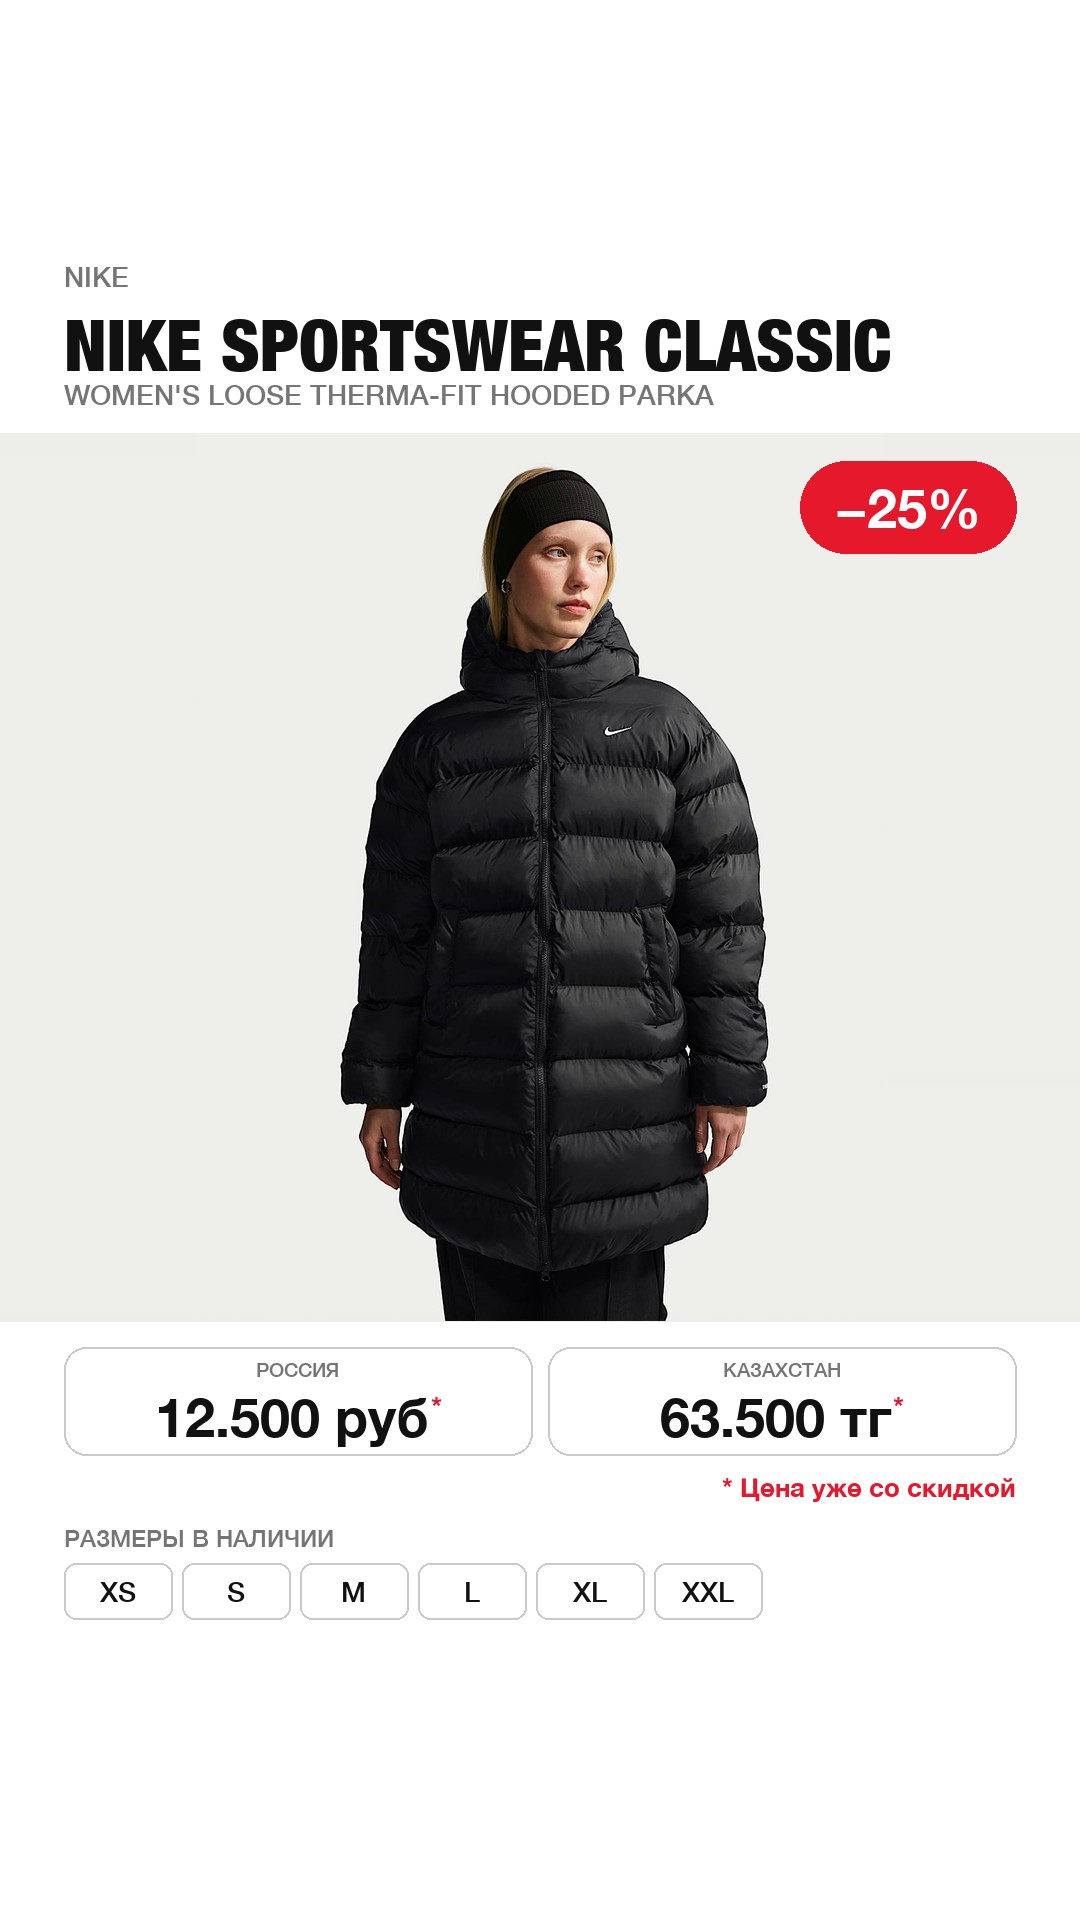 NIKE
NIKE SPORTSWEAR CLASSIC
WOMEN'S LOOSE THERMA-FIT HOODED PARKA
–25%
РОССИЯ
12.500 руб*
КАЗАХСТАН
63.500 тг*
* Цена уже со скидкой
РАЗМЕРЫ В НАЛИЧИИ
XS S M L XL XXL